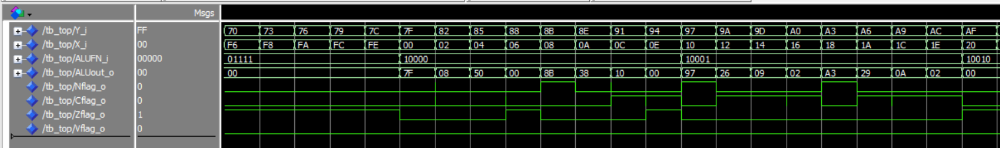 Msgs
/tb_top/Y_i FF 70 73 76 79 7C 7F 82 85 88 8B 8E 91 94 97 9A 9D A0 A3 A6 A9 AC AF
/tb_top/X_i 00 F6 F8 FA FC FE 00 02 04 06 08 0A 0C 0E 10 12 14 16 18 1A 1C 1E 20
/tb_top/ALUFN_i 00000 01111 10000 10001 10010
/tb_top/ALUout_o 00 00 7F 08 50 00 8B 38 10 00 97 26 09 02 A3 29 0A 02 00
/tb_top/Nflag_o 0
/tb_top/Cflag_o 0
/tb_top/Zflag_o 1
/tb_top/Vflag_o 0